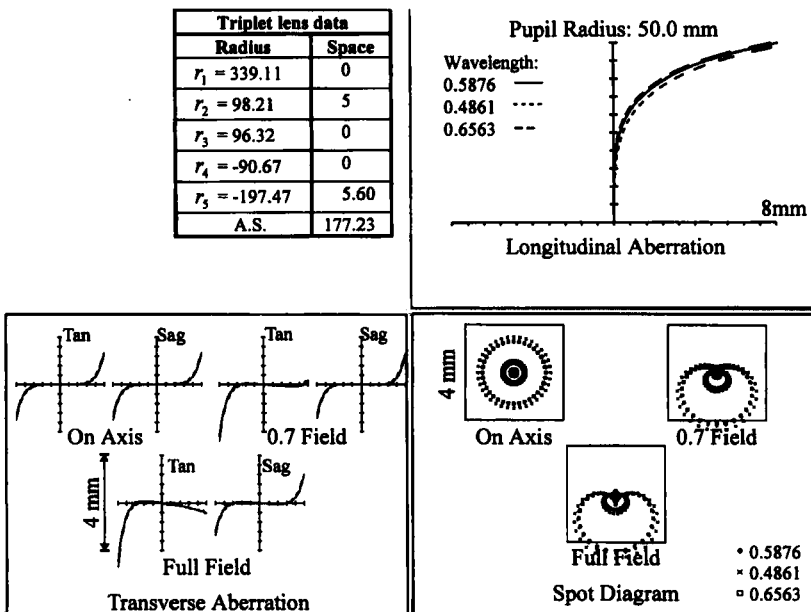 Triplet lens data
Radius Space
r₁ = 339.11 0
r₂ = 98.21 5
r₃ = 96.32 0
r₄ = -90.67 0
r₅ = -197.47 5.60
A.S. 177.23
Pupil Radius: 50.0 mm
Wavelength:
0.5876
0.4861
0.6563
8mm
Longitudinal Aberration
Tan Sag Tan Sag
On Axis 0.7 Field
Tan Sag
4 mm
Full Field
Transverse Aberration
4 mm
On Axis 0.7 Field
Full Field
0.5876
0.4861
0.6563
Spot Diagram